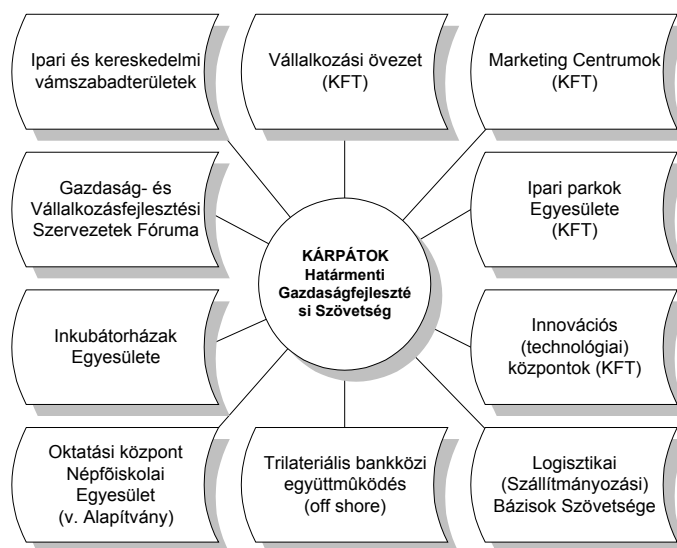 Ipari és kereskedelmi
vámszabadterületek
Vállalkozási övezet
(KFT)
Marketing Centrumok
(KFT)
Gazdaság- és
Vállalkozásfejlesztési
Szervezetek Fóruma
KÁRPÁTOK
Határmenti
Gazdaságfejleszté
si Szövetség
Ipari parkok
Egyesülete
(KFT)
Inkubátorházak
Egyesülete
Innovációs
(technológiai)
központok (KFT)
Oktatási központ
Népfõiskolai
Egyesület
(v. Alapítvány)
Trilateriális bankközi
együttmûködés
(off shore)
Logisztikai
(Szállítmányozási)
Bázisok Szövetsége